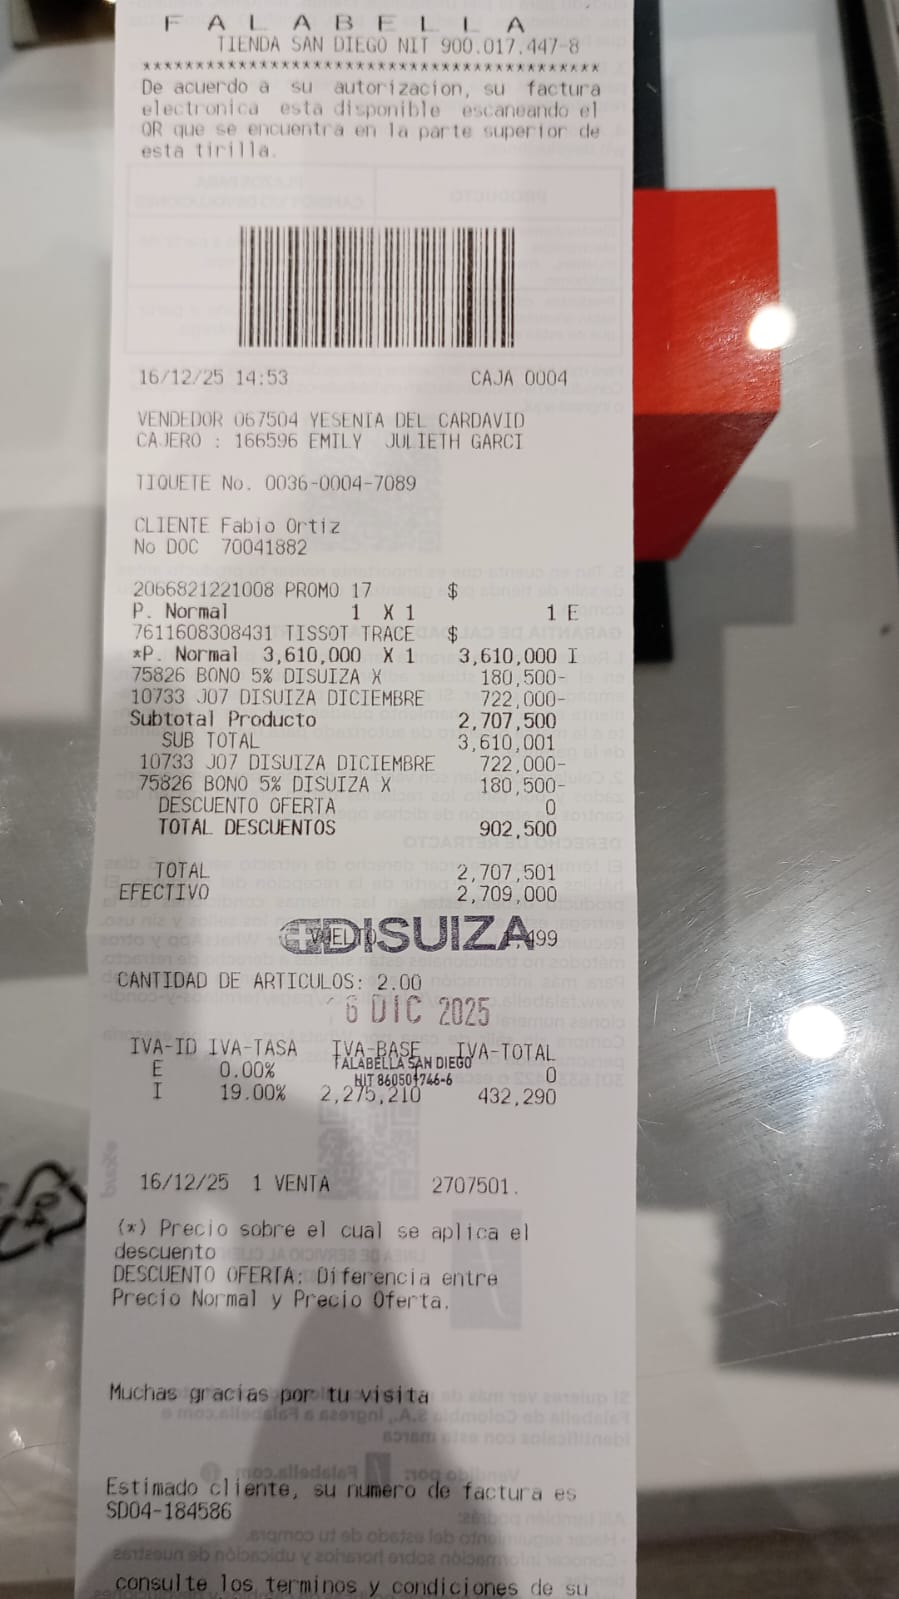 F A L A B E L L A
TIENDA SAN DIEGO NIT 900.017.447-8
******************************************
De acuerdo a su autorizacion, su factura
electronica esta disponible escaneando el
QR que se encuentra en la parte superior de
esta tirilla.
16/12/25 14:53 CAJA 0004
VENDEDOR 067504 YESENIA DEL CARDAVID
CAJERO : 166596 EMILY JULIETH GARCI
TIQUETE No. 0036-0004-7089
CLIENTE Fabio Ortiz
No DOC 70041882
2066821221008 PROMO 17 $
P. Normal 1 X 1 1 E
7611608308431 TISSOT TRACE $
*P. Normal 3,610,000 X 1 3,610,000 I
75826 BONO 5% DISUIZA X 180,500-
10733 J07 DISUIZA DICIEMBRE 722,000-
Subtotal Producto 2,707,500
SUB TOTAL 3,610,001
10733 J07 DISUIZA DICIEMBRE 722,000-
75826 BONO 5% DISUIZA X 180,500-
DESCUENTO OFERTA 0
TOTAL DESCUENTOS 902,500
TOTAL 2,707,501
EFECTIVO 2,709,000
DISUIZA
VUELTO 1,499
CANTIDAD DE ARTICULOS: 2.00
6 DIC 2025
IVA-ID IVA-TASA IVA-BASE IVA-TOTAL
FALABELLA SAN DIEGO
E 0.00% 1 0
I 19.00% 2,275,210 432,290
16/12/25 1 VENTA 2707501.
(*) Precio sobre el cual se aplica el
descuento
DESCUENTO OFERTA: Diferencia entre
Precio Normal y Precio Oferta.
Muchas gracias por tu visita
Estimado cliente, su numero de factura es
SD04-184586
consulte los terminos y condiciones de su